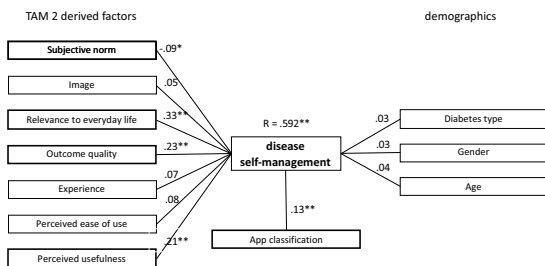 TAM 2 derived factors
demographics
Subjective norm
-.09*
Image
.05
Relevance to everyday life
.33**
Outcome quality
.23**
Experience
.07
Perceived ease of use
.08
Perceived usefulness
.21**
R = .592**
disease
self-management
.13**
App classification
.03
Diabetes type
.03
Gender
.04
Age